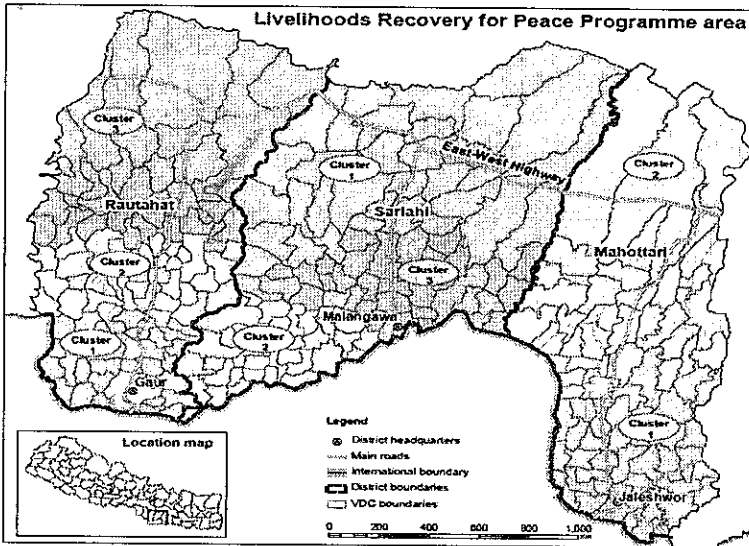 Livelihoods Recovery for Peace Programme area
Cluster
3
Cluster
1
East-West Highway
Cluster
2
Rautahat
Sarlahi
Mahottari
Cluster
2
Cluster
3
Malangawa
Cluster
1
Cluster
2
Gaur
Cluster
1
Jaleshwor
Location map
Legend
District headquarters
Main roads
International boundary
District boundaries
VDC boundaries
0 200 400 600 800 1,000